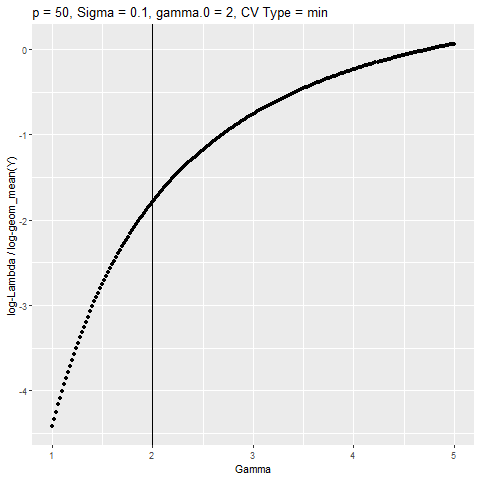 p = 50, Sigma = 0.1, gamma.0 = 2, CV Type = min
log-Lambda / log-geom_mean(Y)
0
-1
-2
-3
-4
1 2 3 4 5
Gamma